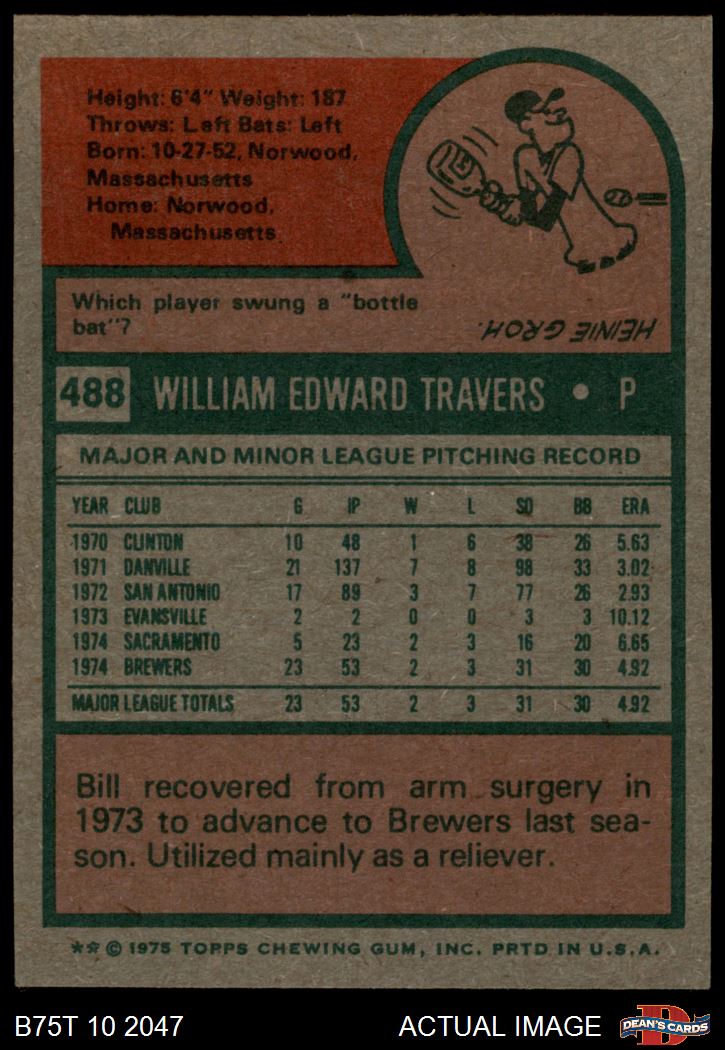 Height: 6'4" Weight: 187
Throws: Left Bats: Left
Born: 10-27-52, Norwood,
Massachusetts
Home: Norwood,
Massachusetts
Which player swung a "bottle
bat"?
HEINIE GROH.
488 WILLIAM EDWARD TRAVERS • P
MAJOR AND MINOR LEAGUE PITCHING RECORD
YEAR CLUB G IP W L SO BB ERA
1970 CLINTON 10 48 1 6 38 26 5.63
1971 DANVILLE 21 137 7 8 98 33 3.02
1972 SAN ANTONIO 17 89 3 7 77 26 2.93
1973 EVANSVILLE 2 2 0 0 3 3 10.12
1974 SACRAMENTO 5 23 2 3 16 20 6.65
1974 BREWERS 23 53 2 3 31 30 4.92
MAJOR LEAGUE TOTALS 23 53 2 3 31 30 4.92
Bill recovered from arm surgery in
1973 to advance to Brewers last sea-
son. Utilized mainly as a reliever.
★★ © 1975 TOPPS CHEWING GUM, INC. PRTD IN U.S.A.
B75T 10 2047 ACTUAL IMAGE DEAN'S CARDS